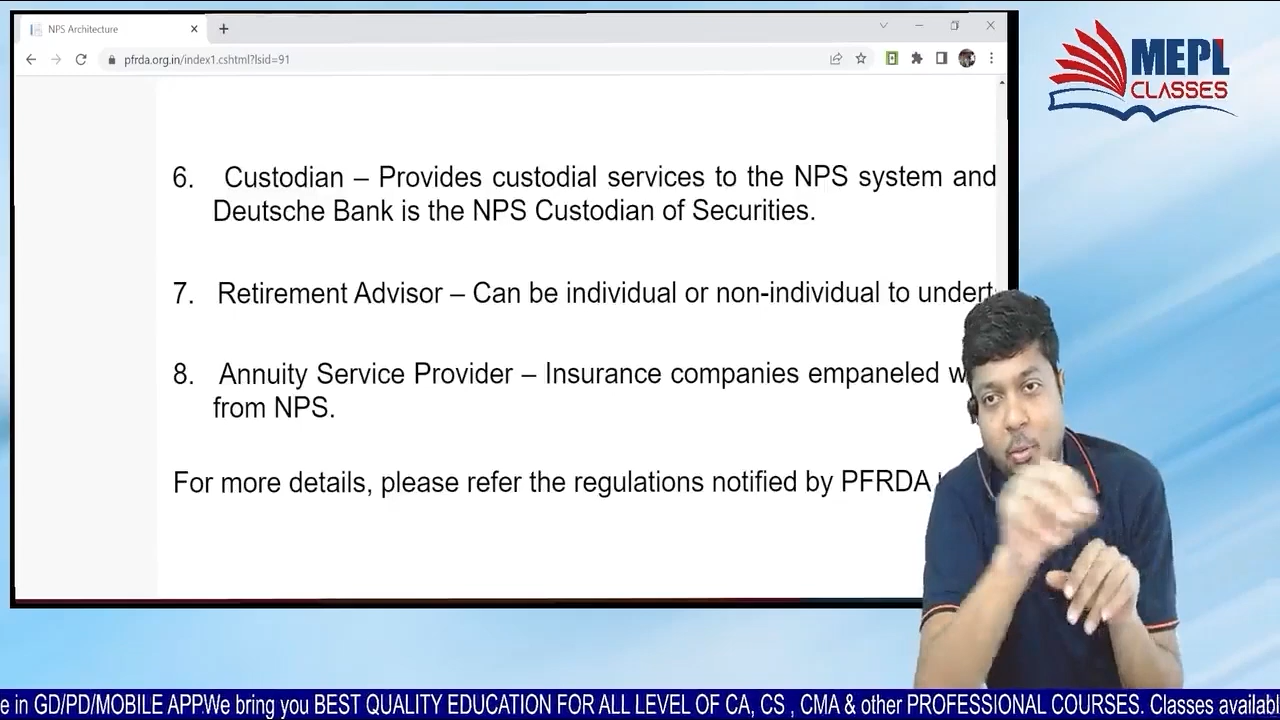 NPS Architecture
pfrda.org.in/index1.cshtml?lsid=91
MEPL
CLASSES
6. Custodian – Provides custodial services to the NPS system and
Deutsche Bank is the NPS Custodian of Securities.
7. Retirement Advisor – Can be individual or non-individual to undert
8. Annuity Service Provider – Insurance companies empaneled w
from NPS.
For more details, please refer the regulations notified by PFRDA
e in GD/PD/MOBILE APPWe bring you BEST QUALITY EDUCATION FOR ALL LEVEL OF CA, CS , CMA & other PROFESSIONAL COURSES. Classes availabl